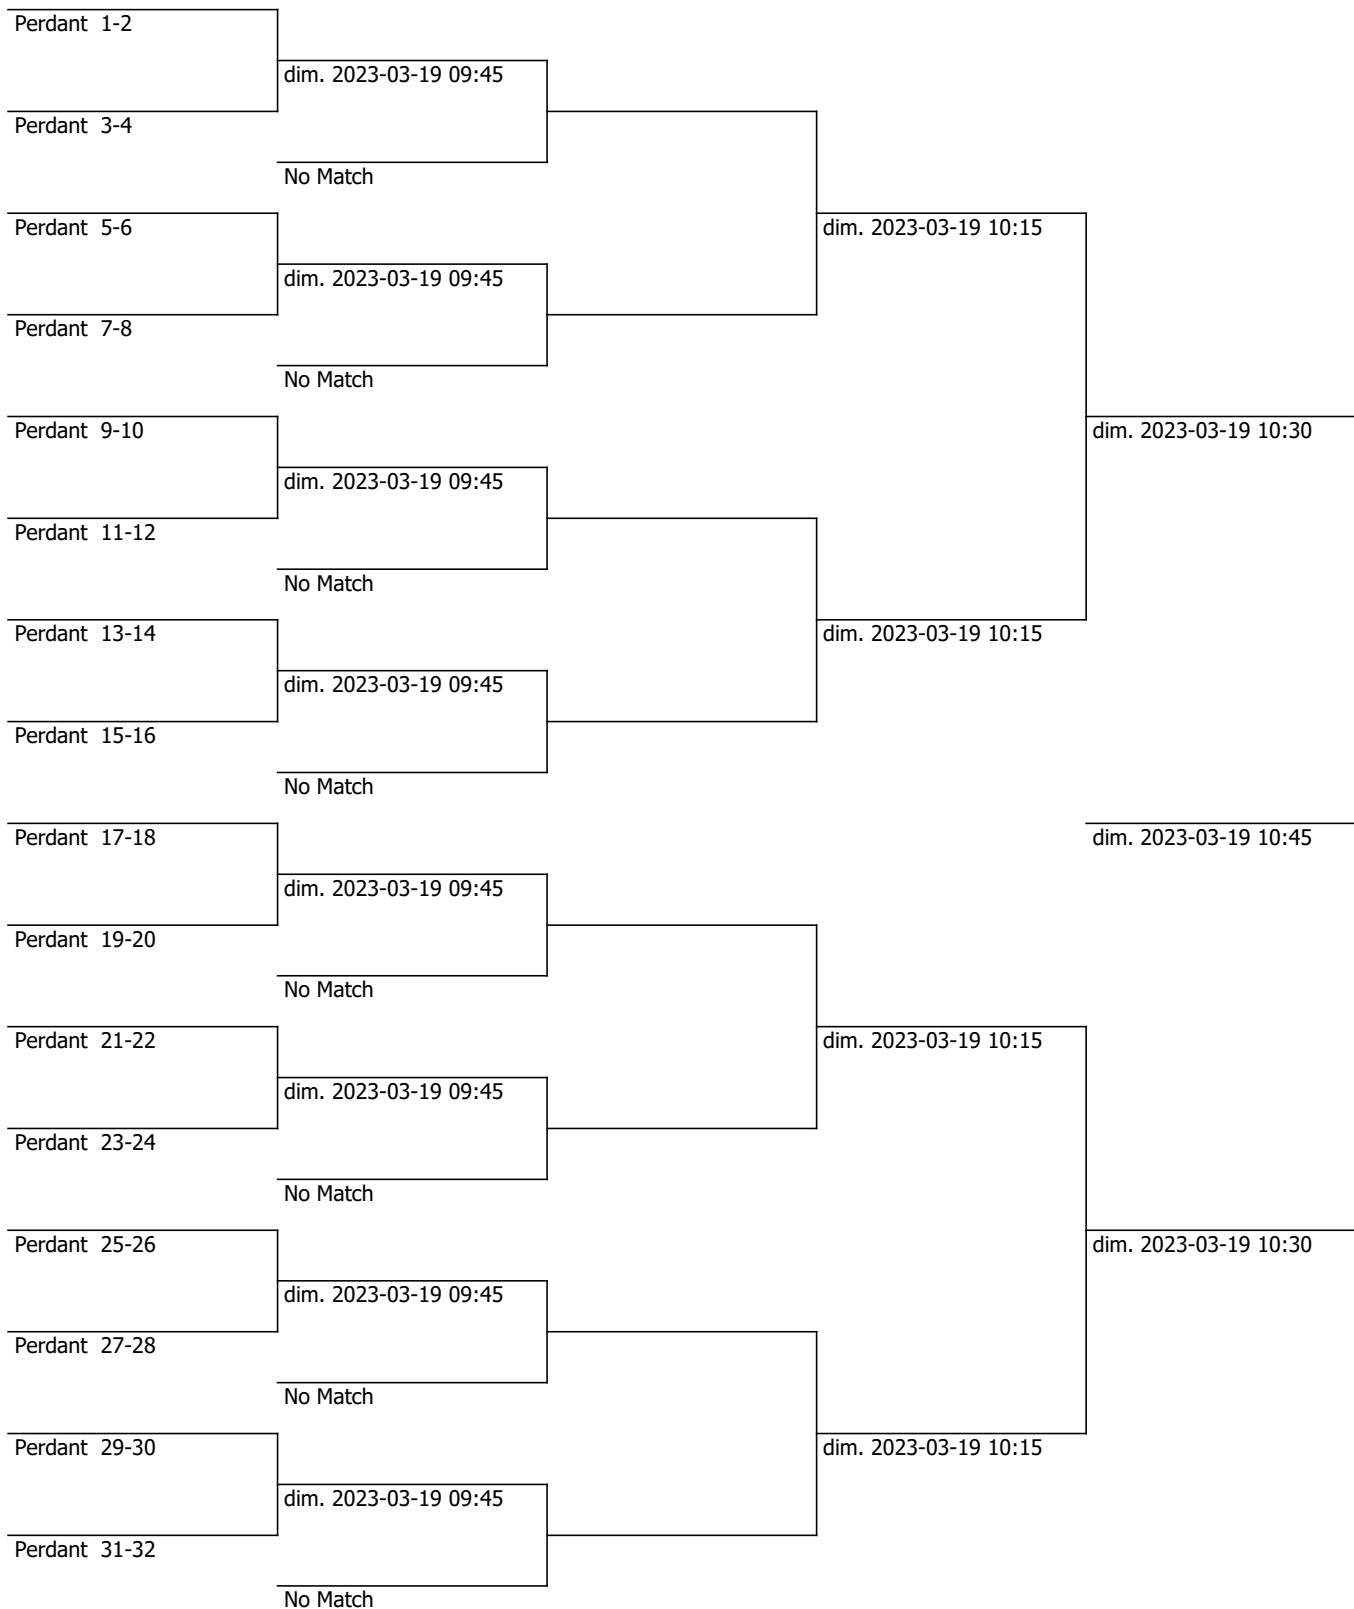 Perdant 1-2
dim. 2023-03-19 09:45
Perdant 3-4
No Match
Perdant 5-6
dim. 2023-03-19 10:15
dim. 2023-03-19 09:45
Perdant 7-8
No Match
Perdant 9-10
dim. 2023-03-19 10:30
dim. 2023-03-19 09:45
Perdant 11-12
No Match
Perdant 13-14
dim. 2023-03-19 10:15
dim. 2023-03-19 09:45
Perdant 15-16
No Match
Perdant 17-18
dim. 2023-03-19 10:45
dim. 2023-03-19 09:45
Perdant 19-20
No Match
Perdant 21-22
dim. 2023-03-19 10:15
dim. 2023-03-19 09:45
Perdant 23-24
No Match
Perdant 25-26
dim. 2023-03-19 10:30
dim. 2023-03-19 09:45
Perdant 27-28
No Match
Perdant 29-30
dim. 2023-03-19 10:15
dim. 2023-03-19 09:45
Perdant 31-32
No Match